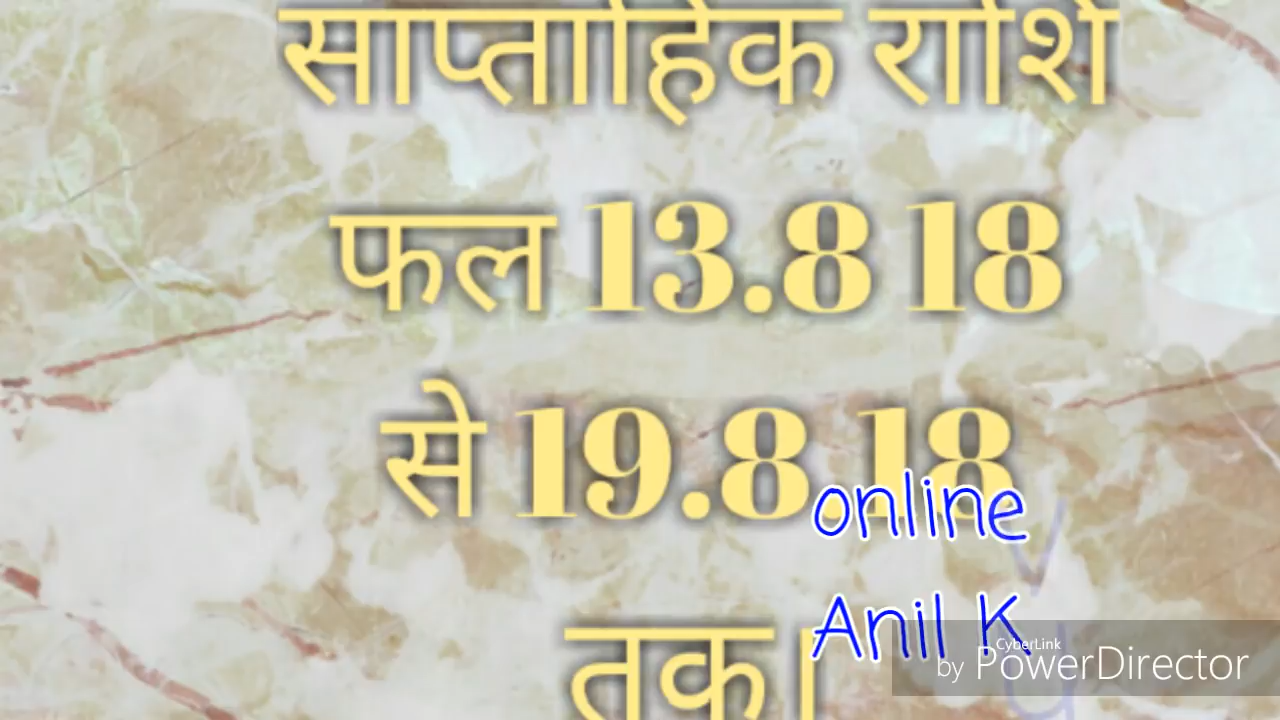 साप्ताहिक राशि
फल 13.8 18
से 19.8.18
online
तक।
Anil K
CyberLink
by PowerDirector